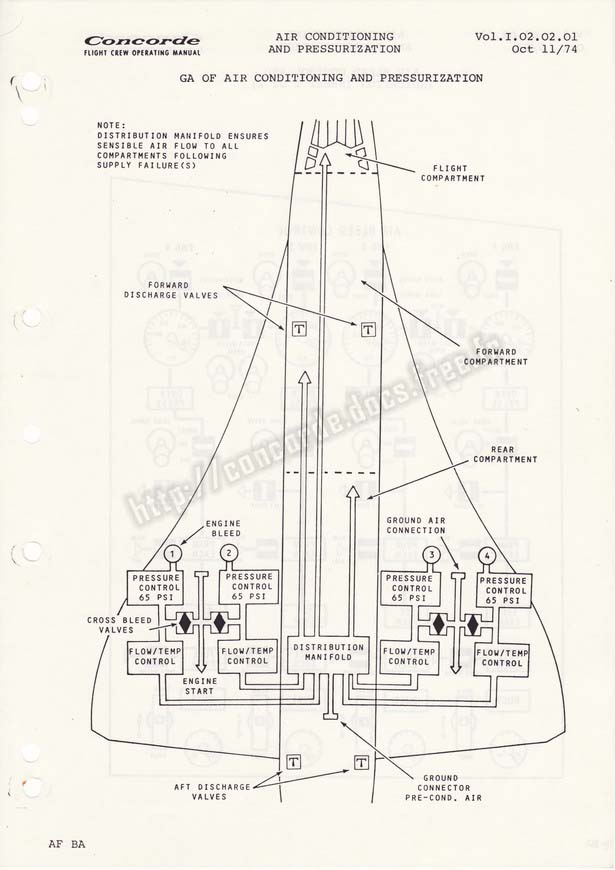 Concorde
FLIGHT CREW OPERATING MANUAL
AIR CONDITIONING
AND PRESSURIZATION
Vol.I.02.02.01
Oct 11/74
GA OF AIR CONDITIONING AND PRESSURIZATION
NOTE:
DISTRIBUTION MANIFOLD ENSURES
SENSIBLE AIR FLOW TO ALL
COMPARTMENTS FOLLOWING
SUPPLY FAILURE(S)
FLIGHT
COMPARTMENT
FORWARD
DISCHARGE VALVES
T
T
FORWARD
COMPARTMENT
REAR
COMPARTMENT
http://concorde.docs.free.fr
ENGINE
BLEED
GROUND AIR
CONNECTION
1
2
3
4
PRESSURE
CONTROL
65 PSI
PRESSURE
CONTROL
65 PSI
PRESSURE
CONTROL
65 PSI
PRESSURE
CONTROL
65 PSI
CROSS BLEED
VALVES
FLOW/TEMP
CONTROL
FLOW/TEMP
CONTROL
DISTRIBUTION
MANIFOLD
FLOW/TEMP
CONTROL
FLOW/TEMP
CONTROL
ENGINE
START
T
T
AFT DISCHARGE
VALVES
GROUND
CONNECTOR
PRE-COND. AIR
AF BA